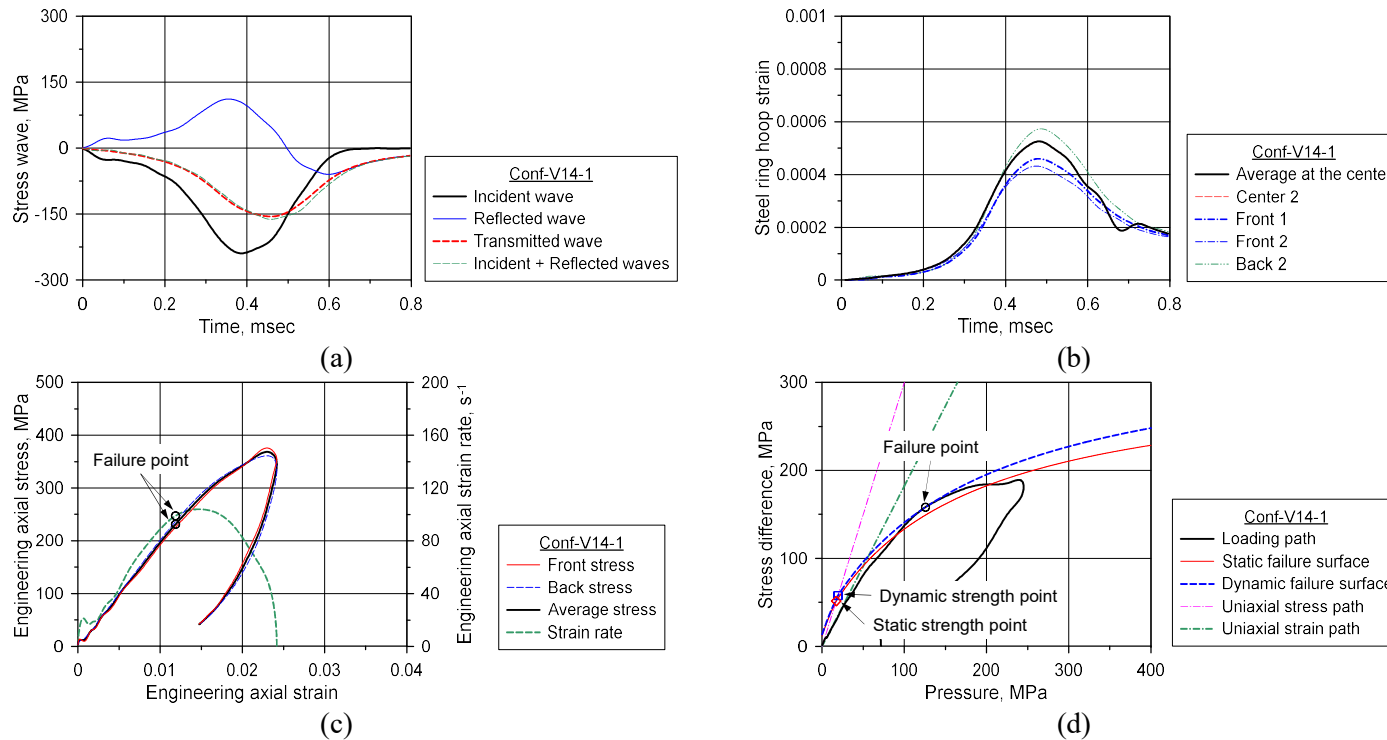 300
150
0
-150
-300
Stress wave, MPa
0
0.2
0.4
0.6
0.8
Time, msec
Conf-V14-1
Incident wave
Reflected wave
Transmitted wave
Incident + Reflected waves
(a)
0.001
0.0008
0.0006
0.0004
0.0002
0
Steel ring hoop strain
0
0.2
0.4
0.6
0.8
Time, msec
Conf-V14-1
Average at the center
Center 2
Front 1
Front 2
Back 2
(b)
500
400
300
200
100
0
Engineering axial stress, MPa
200
160
120
80
40
0
Engineering axial strain rate, s⁻¹
Failure point
0
0.01
0.02
0.03
0.04
Engineering axial strain
Conf-V14-1
Front stress
Back stress
Average stress
Strain rate
(c)
300
200
100
0
Stress difference, MPa
Failure point
Dynamic strength point
Static strength point
0
100
200
300
400
Pressure, MPa
Conf-V14-1
Loading path
Static failure surface
Dynamic failure surface
Uniaxial stress path
Uniaxial strain path
(d)